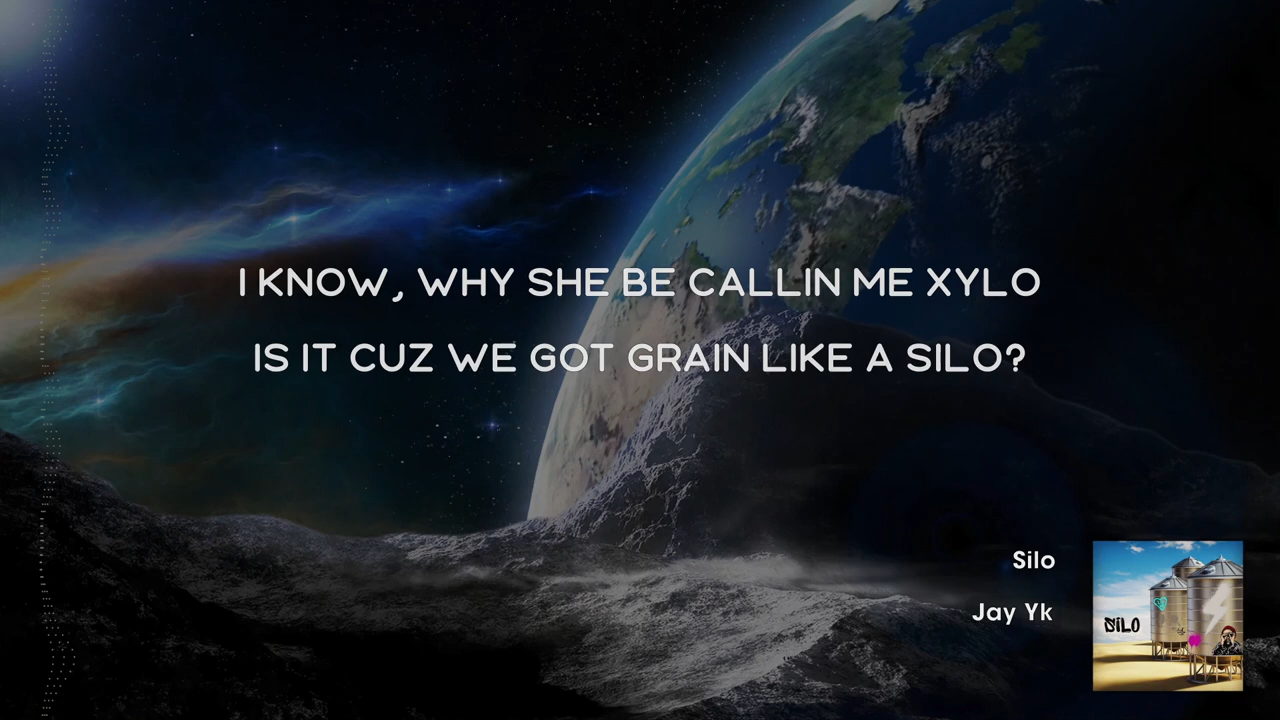 I KNOW, WHY SHE BE CALLIN ME XYLO
IS IT CUZ WE GOT GRAIN LIKE A SILO?
Silo
Jay Yk
SILO